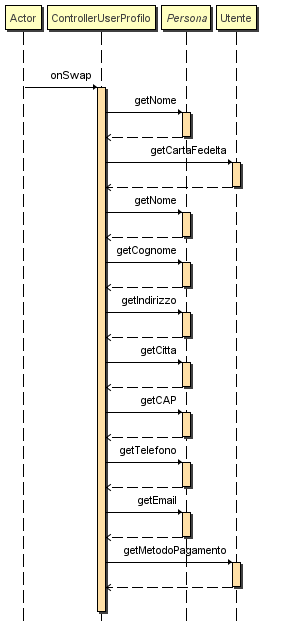 Actor ControllerUserProfilo Persona Utente
onSwap
getNome
getCartaFedelta
getNome
getCognome
getIndirizzo
getCitta
getCAP
getTelefono
getEmail
getMetodoPagamento